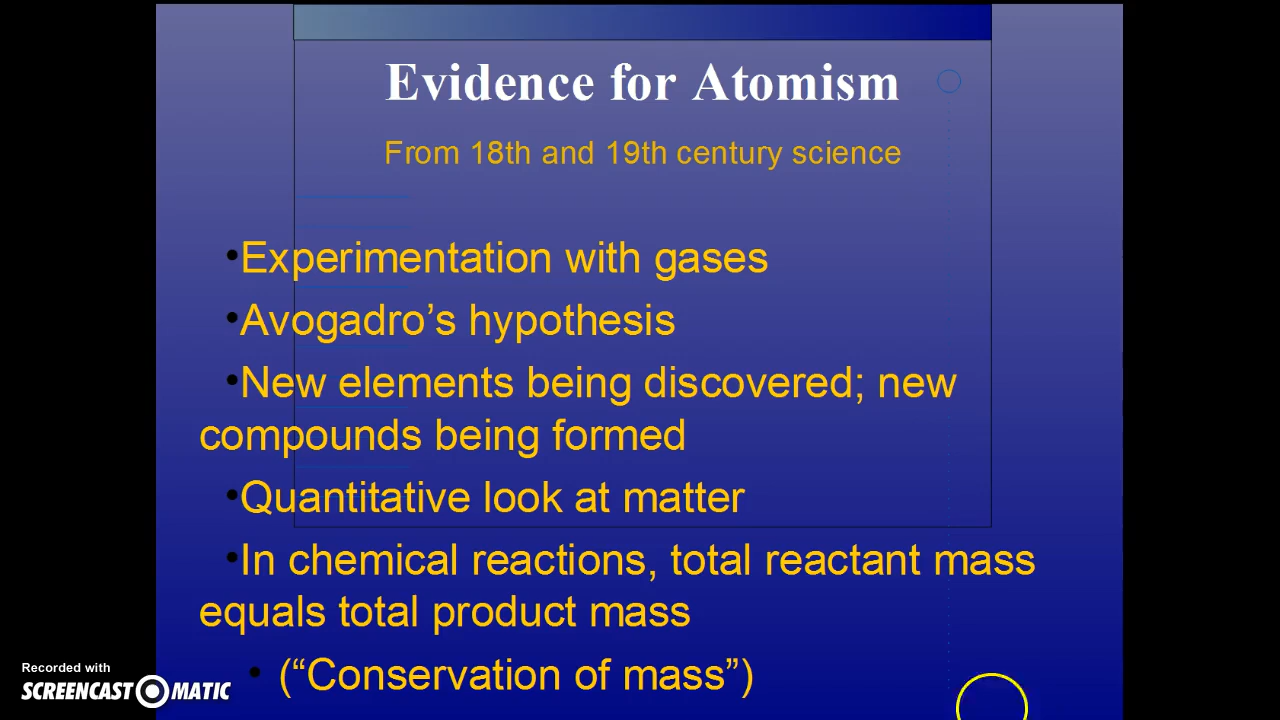 Evidence for Atomism
From 18th and 19th century science
•Experimentation with gases
•Avogadro’s hypothesis
•New elements being discovered; new
compounds being formed
•Quantitative look at matter
•In chemical reactions, total reactant mass
equals total product mass
• (“Conservation of mass”)
Recorded with
SCREENCAST MATIC